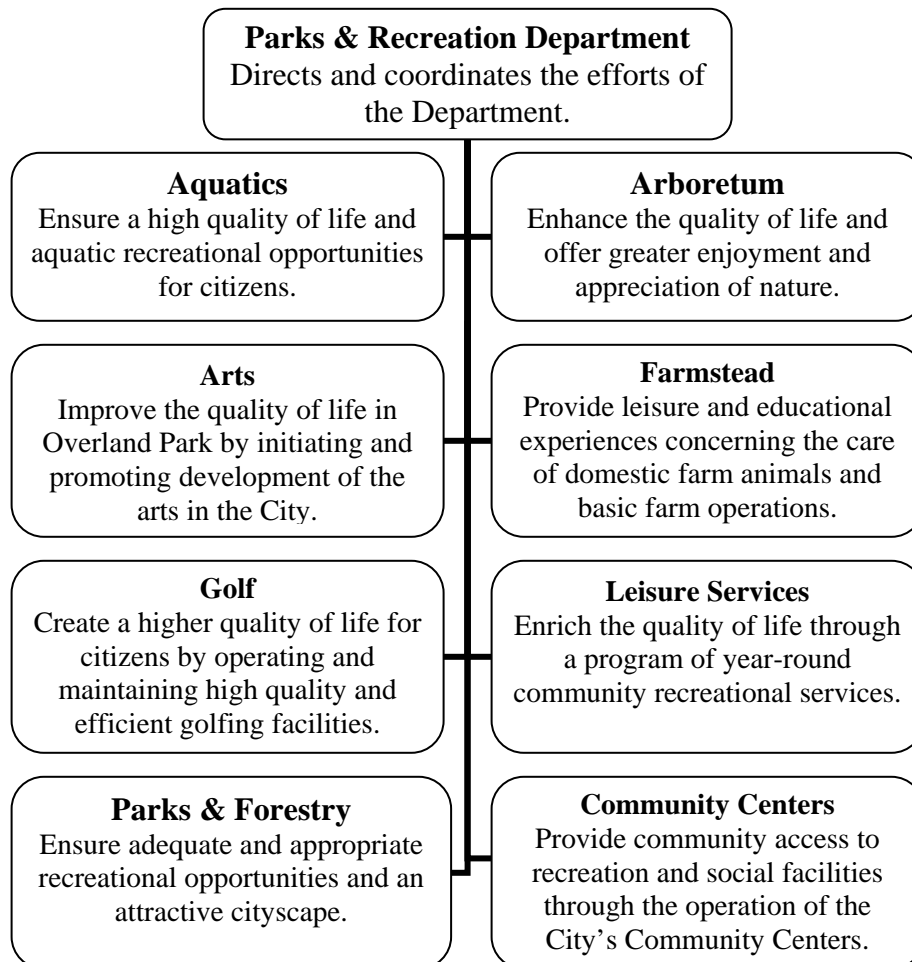 Parks & Recreation Department
Directs and coordinates the efforts of
the Department.
Aquatics
Ensure a high quality of life and
aquatic recreational opportunities
for citizens.
Arboretum
Enhance the quality of life and
offer greater enjoyment and
appreciation of nature.
Arts
Improve the quality of life in
Overland Park by initiating and
promoting development of the
arts in the City.
Farmstead
Provide leisure and educational
experiences concerning the care
of domestic farm animals and
basic farm operations.
Golf
Create a higher quality of life for
citizens by operating and
maintaining high quality and
efficient golfing facilities.
Leisure Services
Enrich the quality of life through
a program of year-round
community recreational services.
Parks & Forestry
Ensure adequate and appropriate
recreational opportunities and an
attractive cityscape.
Community Centers
Provide community access to
recreation and social facilities
through the operation of the
City’s Community Centers.